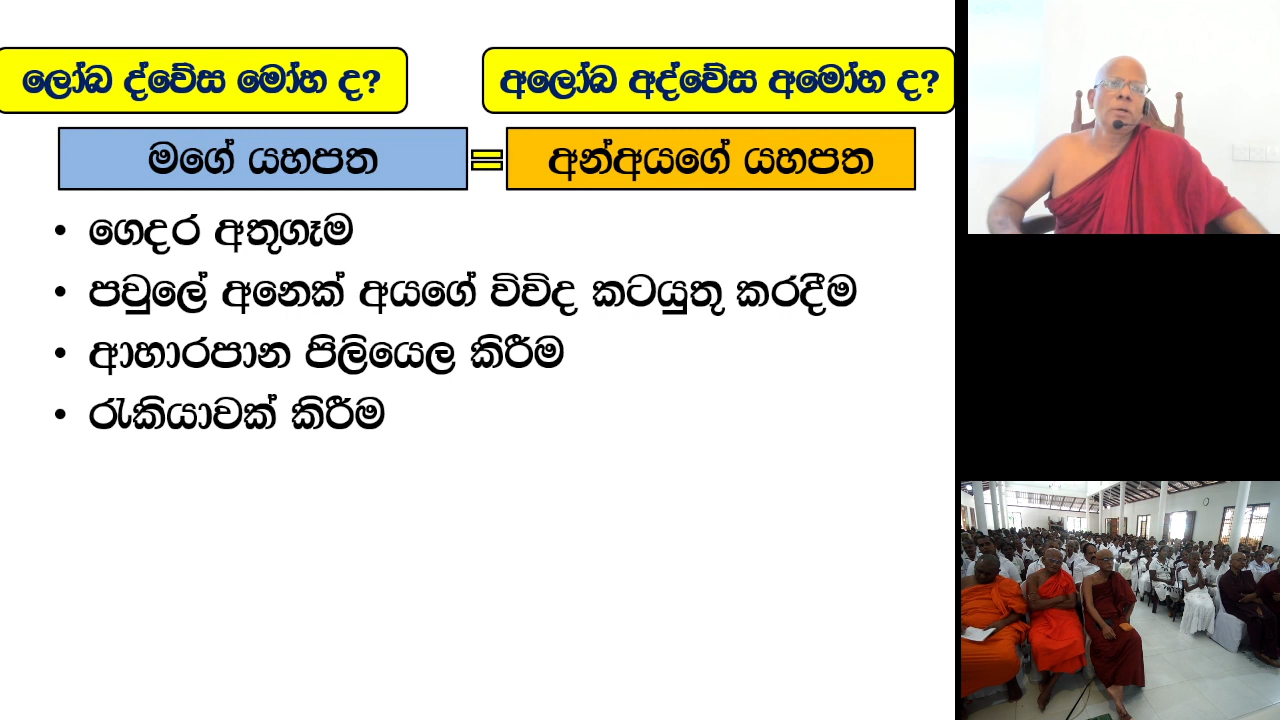 ලෝබ ද්වේස මෝහ ද?
අලෝබ අද්වේස අමෝහ ද?
මගේ යහපත = අන්අයගේ යහපත
• ගෙදර අතුගෑම
• පවුලේ අනෙක් අයගේ විවිද කටයුතු කරදීම
• ආහාරපාන පිලියෙල කිරීම
• රැකියාවක් කිරීම